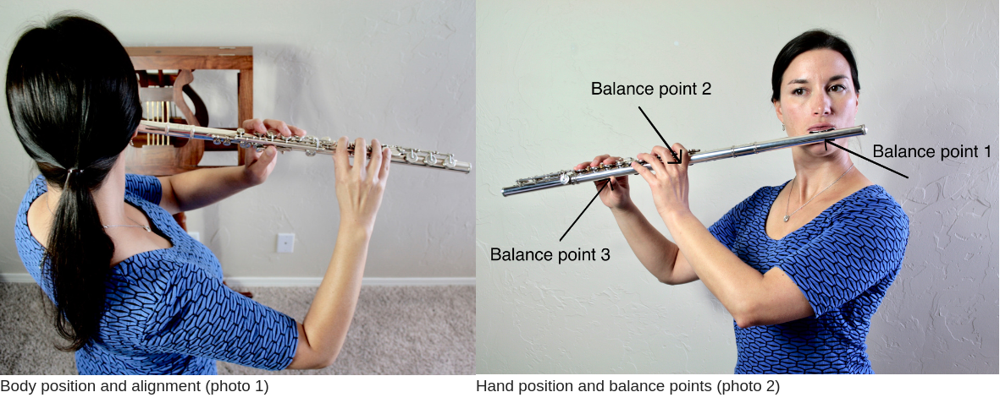 Balance point 2
Balance point 1
Balance point 3
Body position and alignment (photo 1)
Hand position and balance points (photo 2)